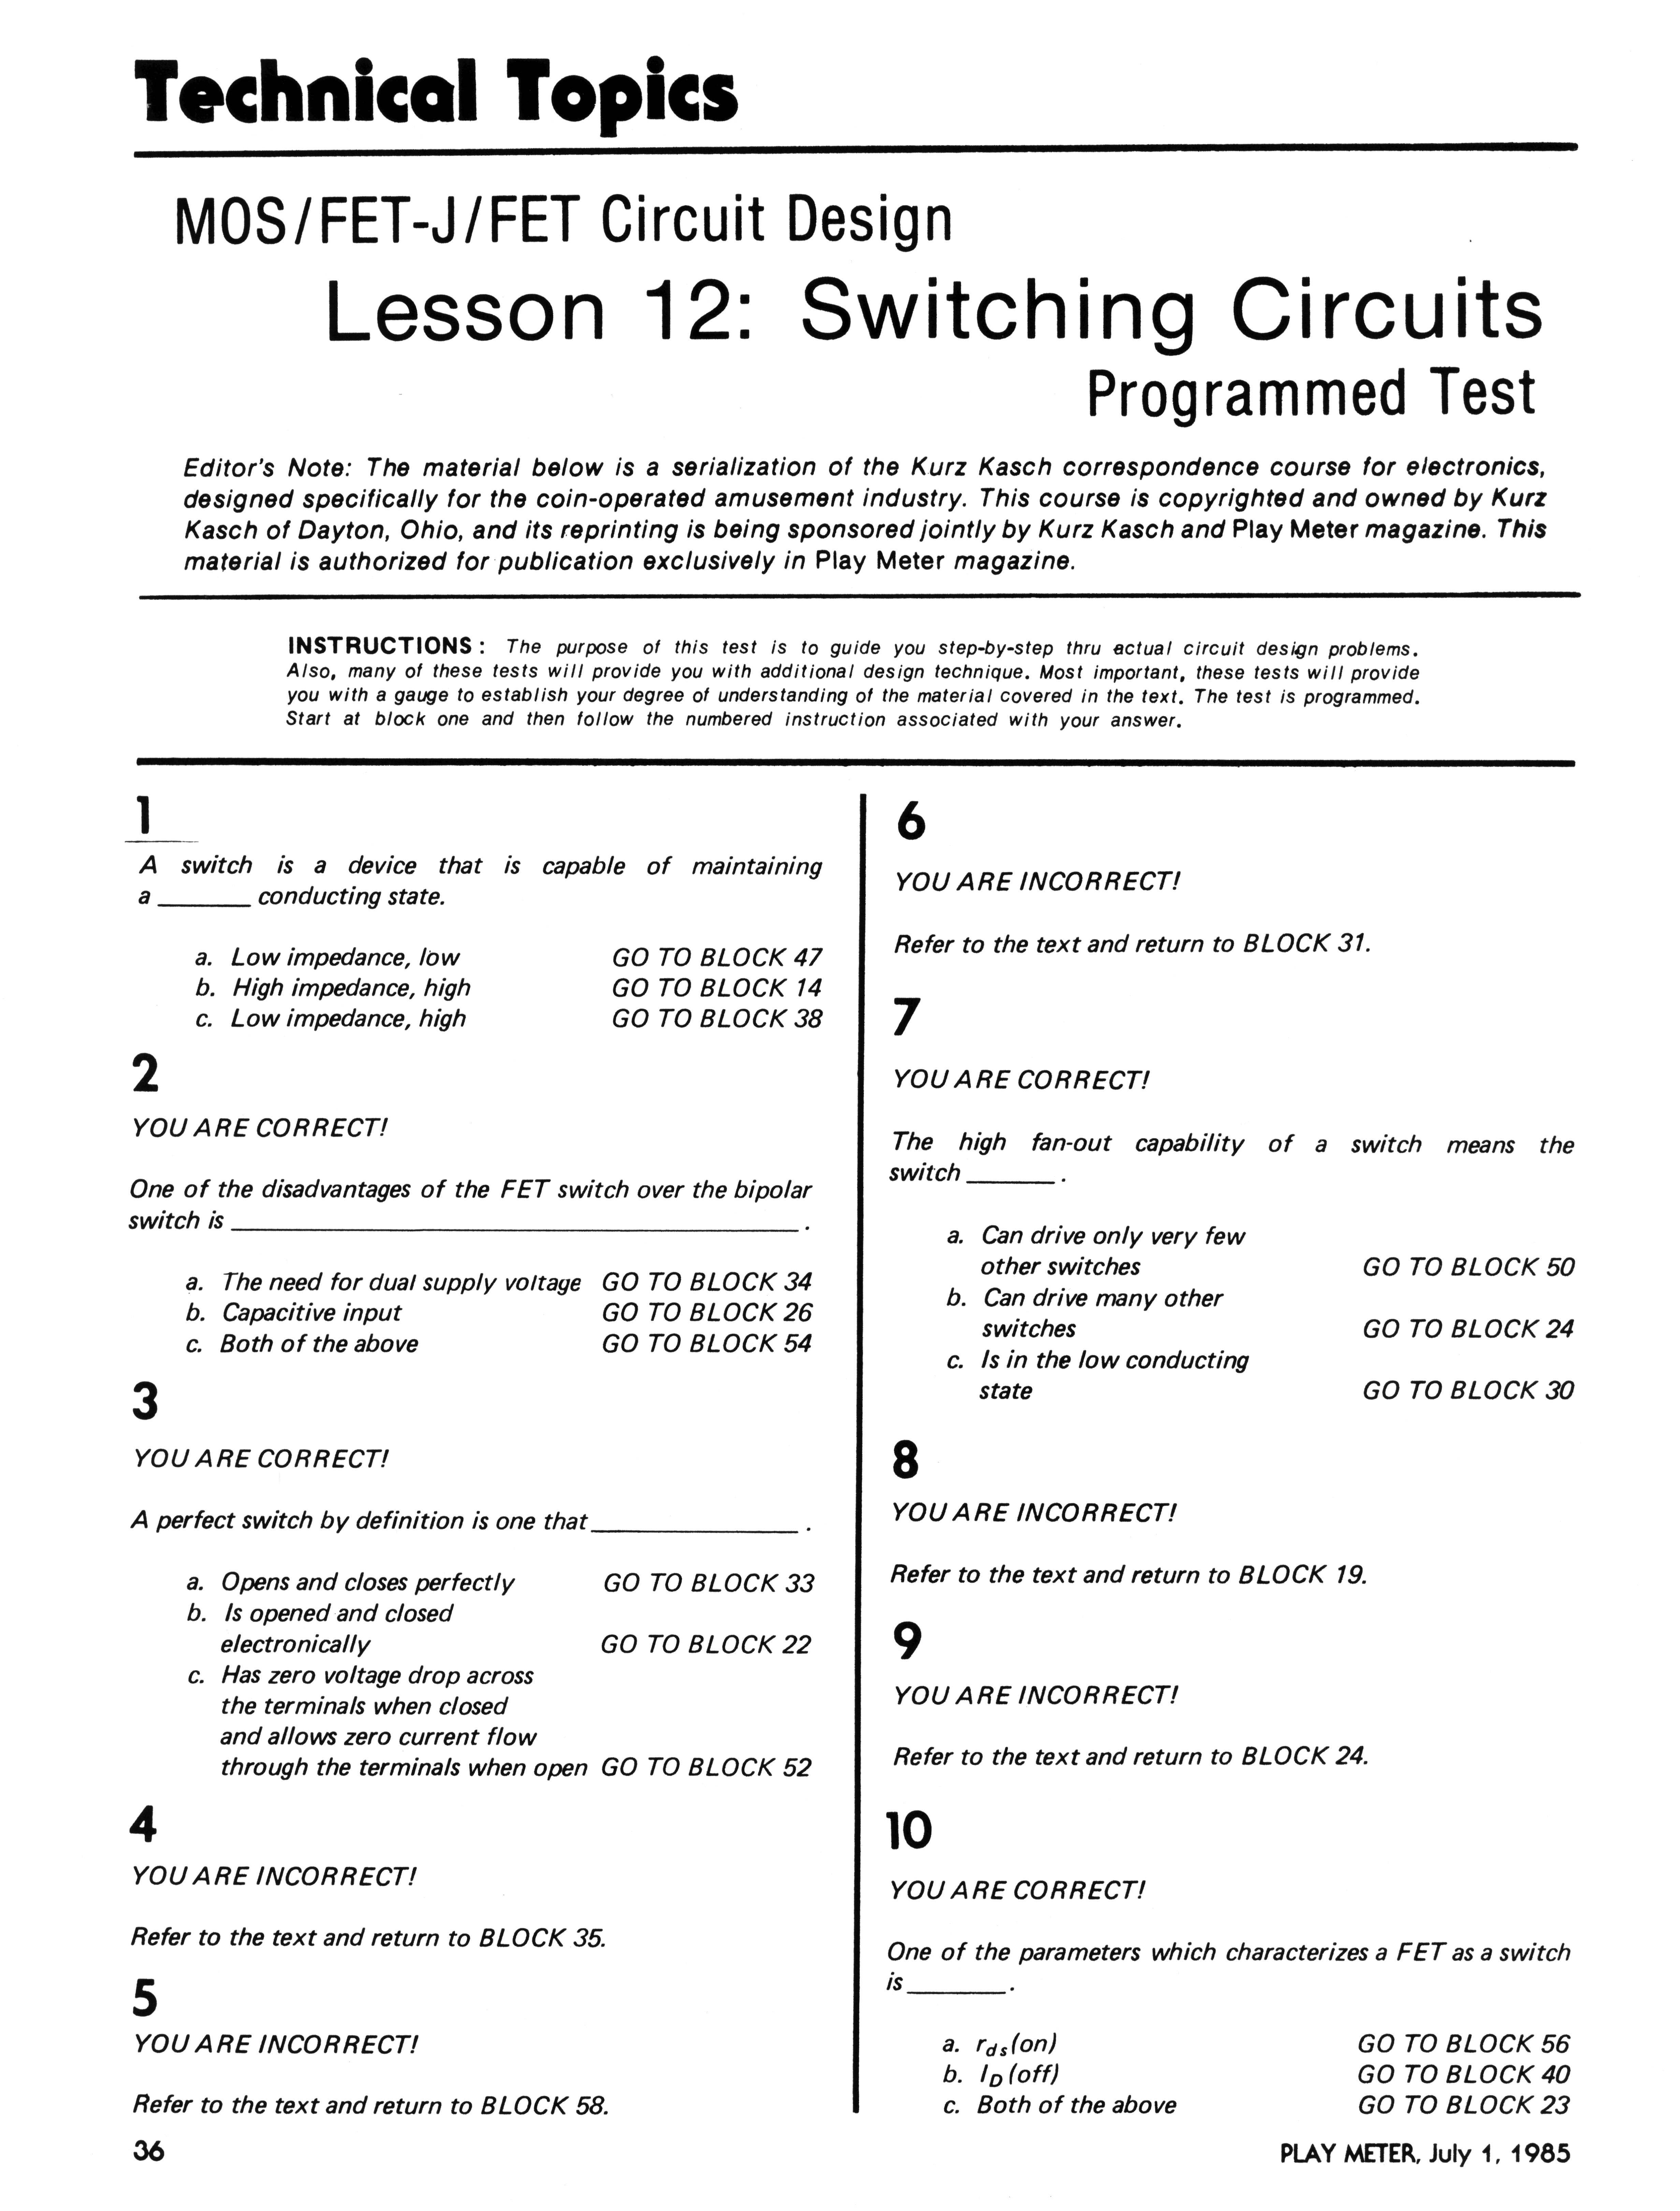 Technical Topics
MOS/FET-J/FET Circuit Design
Lesson 12: Switching Circuits
Programmed Test
Editor's Note: The material below is a serialization of the Kurz Kasch correspondence course for electronics,
designed specifically for the coin-operated amusement industry. This course is copyrighted and owned by Kurz
Kasch of Dayton, Ohio, and its reprinting is being sponsored jointly by Kurz Kasch and Play Meter magazine. This
material is authorized for publication exclusively in Play Meter magazine.
INSTRUCTIONS: The purpose of this test is to guide you step-by-step thru actual circuit design problems.
Also, many of these tests will provide you with additional design technique. Most important, these tests will provide
you with a gauge to establish your degree of understanding of the material covered in the text. The test is programmed.
Start at block one and then follow the numbered instruction associated with your answer.
1
A switch is a device that is capable of maintaining
a _______ conducting state.
a. Low impedance, low GO TO BLOCK 47
b. High impedance, high GO TO BLOCK 14
c. Low impedance, high GO TO BLOCK 38
2
YOU ARE CORRECT!
One of the disadvantages of the FET switch over the bipolar
switch is _______.
a. The need for dual supply voltage GO TO BLOCK 34
b. Capacitive input GO TO BLOCK 26
c. Both of the above GO TO BLOCK 54
3
YOU ARE CORRECT!
A perfect switch by definition is one that _______.
a. Opens and closes perfectly GO TO BLOCK 33
b. Is opened and closed
electronically GO TO BLOCK 22
c. Has zero voltage drop across
the terminals when closed
and allows zero current flow
through the terminals when open GO TO BLOCK 52
4
YOU ARE INCORRECT!
Refer to the text and return to BLOCK 35.
5
YOU ARE INCORRECT!
Refer to the text and return to BLOCK 58.
6
YOU ARE INCORRECT!
Refer to the text and return to BLOCK 31.
7
YOU ARE CORRECT!
The high fan-out capability of a switch means the
switch _______.
a. Can drive only very few
other switches GO TO BLOCK 50
b. Can drive many other
switches GO TO BLOCK 24
c. Is in the low conducting
state GO TO BLOCK 30
8
YOU ARE INCORRECT!
Refer to the text and return to BLOCK 19.
9
YOU ARE INCORRECT!
Refer to the text and return to BLOCK 24.
10
YOU ARE CORRECT!
One of the parameters which characterizes a FET as a switch
is _______.
a. rds(on) GO TO BLOCK 56
b. ID(off) GO TO BLOCK 40
c. Both of the above GO TO BLOCK 23
36
PLAY METER, July 1, 1985